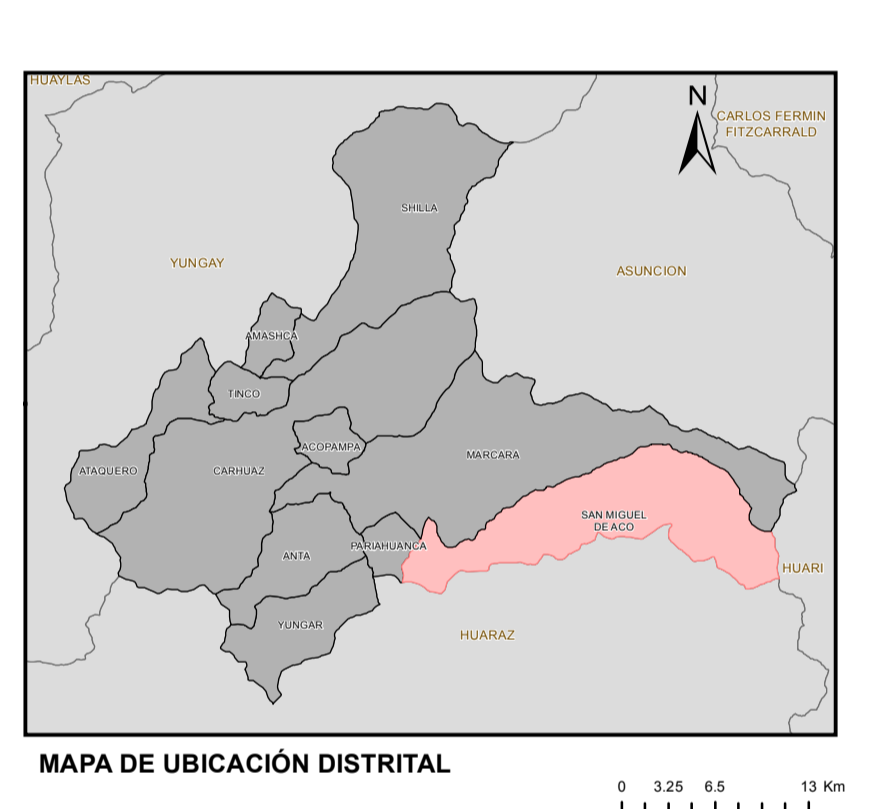 HUAYLAS
N
CARLOS FERMIN
FITZCARRALD
SHILLA
YUNGAY
ASUNCION
AMASHCA
TINCO
ACOPAMPA
MARCARA
ATAQUERO
CARHUAZ
SAN MIGUEL
DE ACO
PARIAHUANCA
ANTA
HUARI
YUNGAR
HUARAZ
MAPA DE UBICACIÓN DISTRITAL
0 3.25 6.5 13 Km